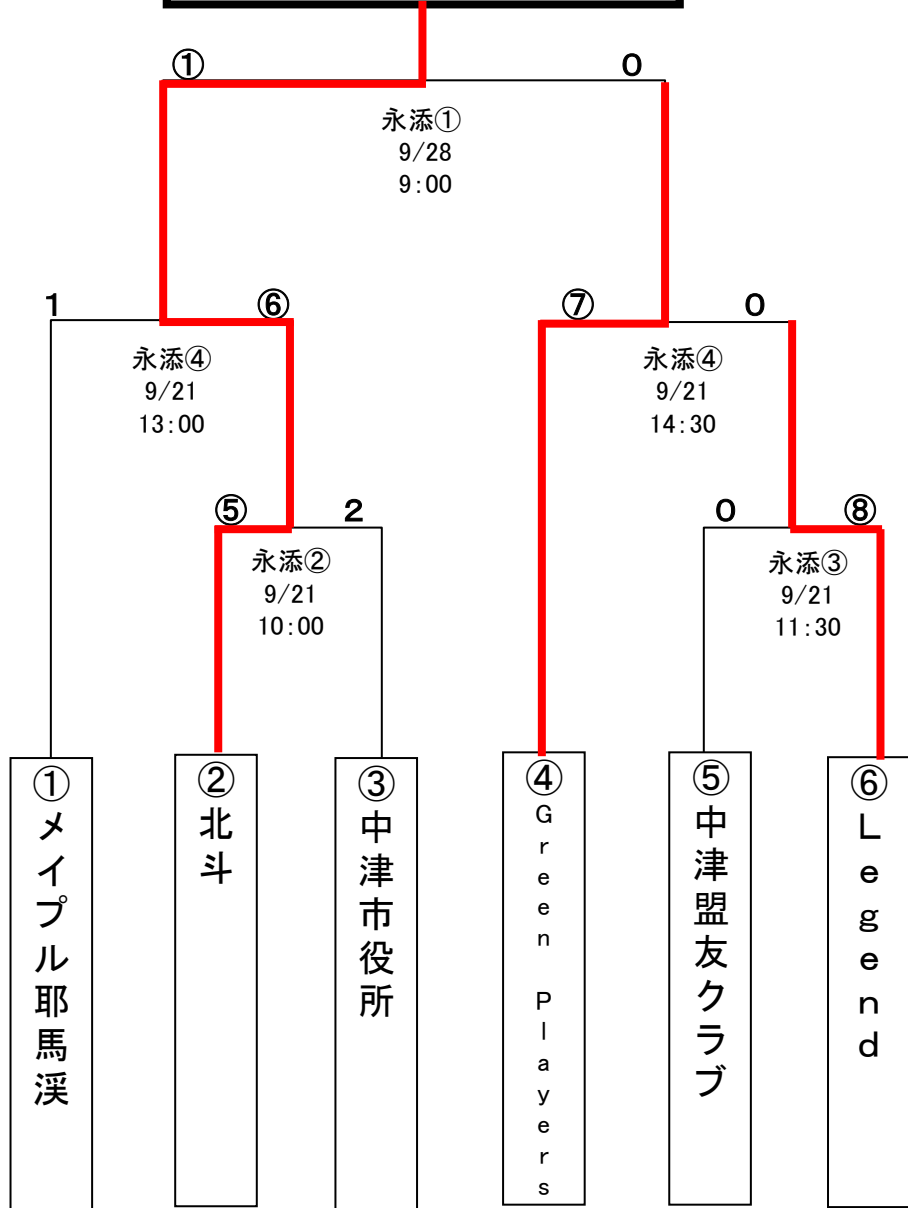 ① 0
永添①
9/28
9:00
1 ⑥ ⑦ 0
永添④
9/21
13:00
永添④
9/21
14:30
⑤ 2 0 ⑧
永添②
9/21
10:00
永添③
9/21
11:30
①メイプル耶馬渓
②北斗
③中津市役所
④Green Players
⑤中津盟友クラブ
⑥Legend